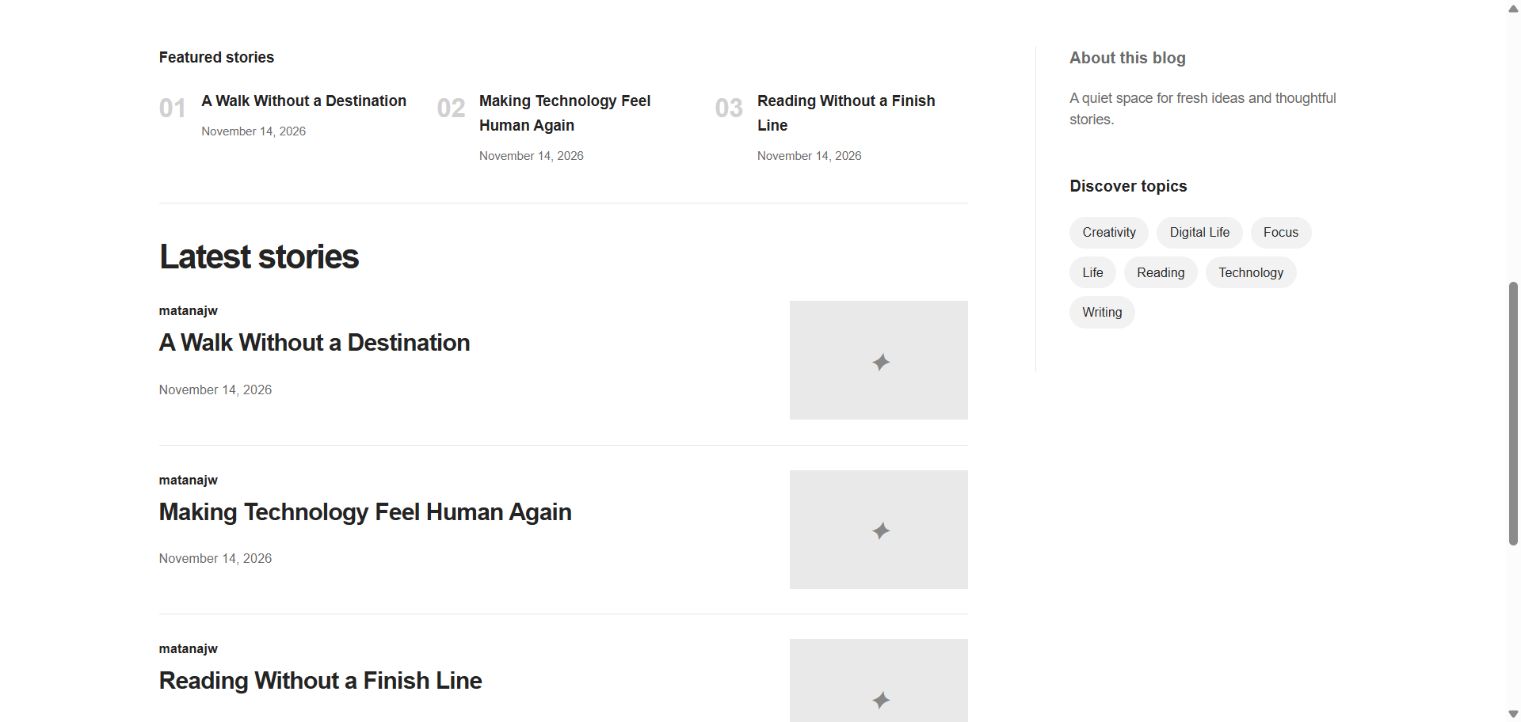 Featured stories
01
A Walk Without a Destination
November 14, 2026
02
Making Technology Feel
Human Again
November 14, 2026
03
Reading Without a Finish
Line
November 14, 2026
Latest stories
matanajw
A Walk Without a Destination
November 14, 2026
matanajw
Making Technology Feel Human Again
November 14, 2026
matanajw
Reading Without a Finish Line
About this blog
A quiet space for fresh ideas and thoughtful
stories.
Discover topics
Creativity Digital Life Focus
Life Reading Technology
Writing